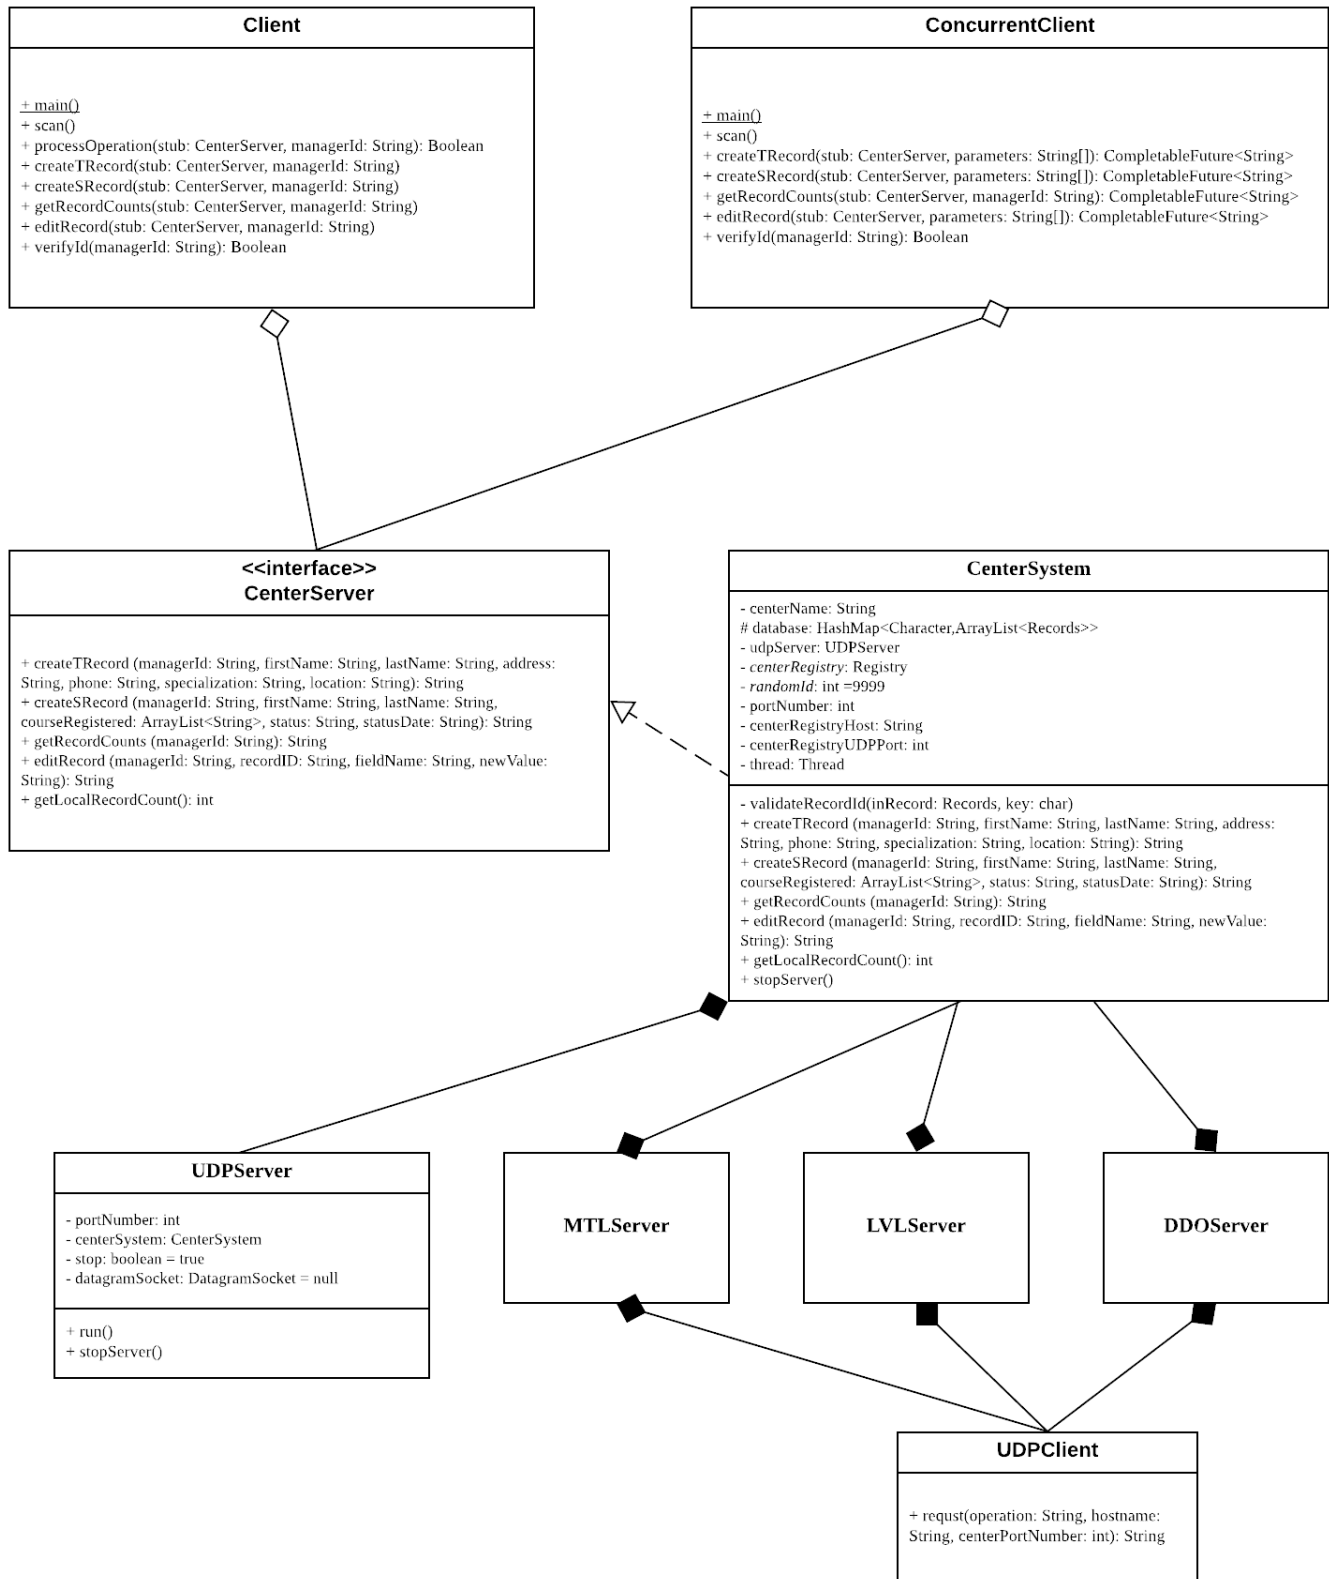 Client
+ main()
+ scan()
+ processOperation(stub: CenterServer, managerId: String): Boolean
+ createTRecord(stub: CenterServer, managerId: String)
+ createSRecord(stub: CenterServer, managerId: String)
+ getRecordCounts(stub: CenterServer, managerId: String)
+ editRecord(stub: CenterServer, managerId: String)
+ verifyId(managerId: String): Boolean
ConcurrentClient
+ main()
+ scan()
+ createTRecord(stub: CenterServer, parameters: String[]): CompletableFuture<String>
+ createSRecord(stub: CenterServer, parameters: String[]): CompletableFuture<String>
+ getRecordCounts(stub: CenterServer, managerId: String): CompletableFuture<String>
+ editRecord(stub: CenterServer, parameters: String[]): CompletableFuture<String>
+ verifyId(managerId: String): Boolean
<<interface>>
CenterServer
+ createTRecord (managerId: String, firstName: String, lastName: String, address:
String, phone: String, specialization: String, location: String): String
+ createSRecord (managerId: String, firstName: String, lastName: String,
courseRegistered: ArrayList<String>, status: String, statusDate: String): String
+ getRecordCounts (managerId: String): String
+ editRecord (managerId: String, recordID: String, fieldName: String, newValue:
String): String
+ getLocalRecordCount(): int
CenterSystem
- centerName: String
# database: HashMap<Character,ArrayList<Records>>
- udpServer: UDPServer
- centerRegistry: Registry
- randomId: int =9999
- portNumber: int
- centerRegistryHost: String
- centerRegistryUDPPort: int
- thread: Thread
- validateRecordId(inRecord: Records, key: char)
+ createTRecord (managerId: String, firstName: String, lastName: String, address:
String, phone: String, specialization: String, location: String): String
+ createSRecord (managerId: String, firstName: String, lastName: String,
courseRegistered: ArrayList<String>, status: String, statusDate: String): String
+ getRecordCounts (managerId: String): String
+ editRecord (managerId: String, recordID: String, fieldName: String, newValue:
String): String
+ getLocalRecordCount(): int
+ stopServer()
UDPServer
- portNumber: int
- centerSystem: CenterSystem
- stop: boolean = true
- datagramSocket: DatagramSocket = null
+ run()
+ stopServer()
MTLServer
LVLServer
DDOServer
UDPClient
+ requst(operation: String, hostname:
String, centerPortNumber: int): String